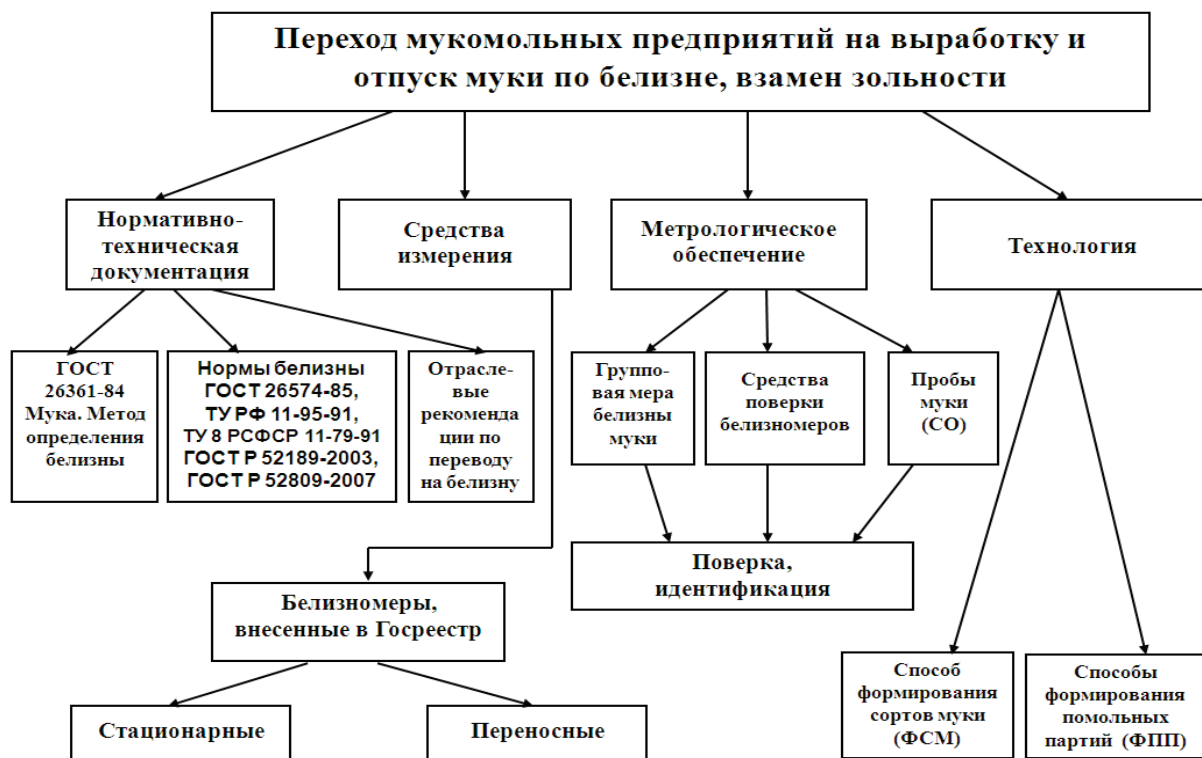 Переход мукомольных предприятий на выработку и
отпуск муки по белизне, взамен зольности
Нормативно-
техническая
документация
Средства
измерения
Метрологическое
обеспечение
Технология
ГОСТ
26361-84
Мука. Метод
определения
белизны
Нормы белизны
ГОСТ 26574-85,
ТУ РФ 11-95-91,
ТУ 8 РСФСР 11-79-91
ГОСТ Р 52189-2003,
ГОСТ Р 52809-2007
Отрасле-
вые
рекоменда
ции по
переводу
на белизну
Группо-
вая мера
белизны
муки
Средства
поверки
белизномеров
Пробы
муки
(СО)
Поверка,
идентификация
Белизномеры,
внесенные в Госреестр
Стационарные
Переносные
Способ
формирования
сортов муки
(ФСМ)
Способы
формирования
помольных
партий (ФПП)